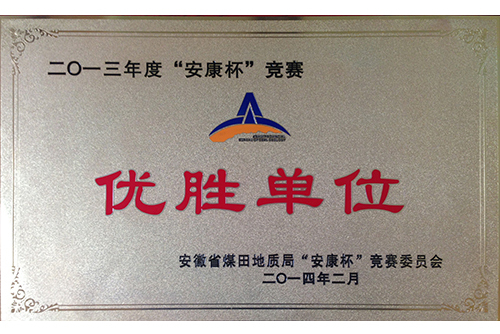 二〇一三年度“安康杯”竞赛
优胜单位
安徽省煤田地质局“安康杯”竞赛委员会
二〇一四年二月